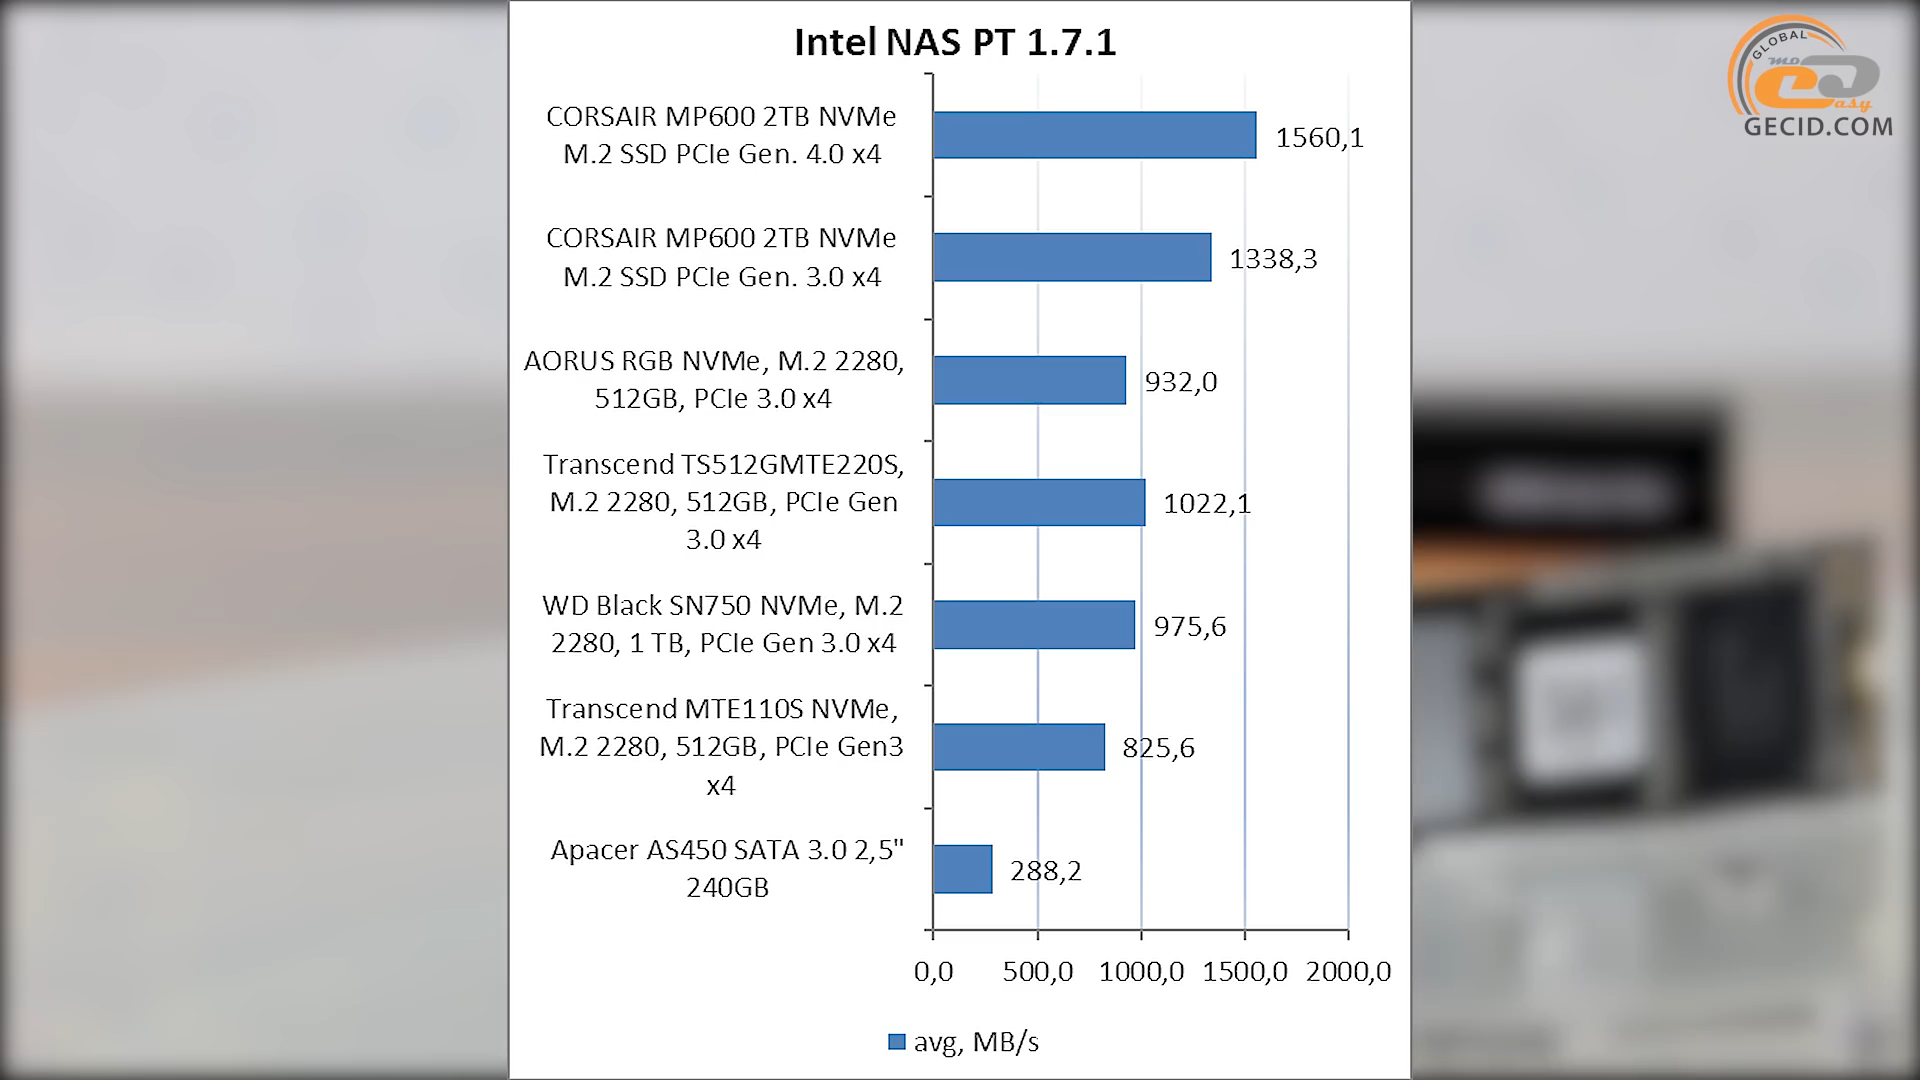 Intel NAS PT 1.7.1
CORSAIR MP600 2TB NVMe
M.2 SSD PCIe Gen. 4.0 x4
1560,1
CORSAIR MP600 2TB NVMe
M.2 SSD PCIe Gen. 3.0 x4
1338,3
AORUS RGB NVMe, M.2 2280,
512GB, PCIe 3.0 x4
932,0
Transcend TS512GMTE220S,
M.2 2280, 512GB, PCIe Gen
3.0 x4
1022,1
WD Black SN750 NVMe, M.2
2280, 1 TB, PCIe Gen 3.0 x4
975,6
Transcend MTE110S NVMe,
M.2 2280, 512GB, PCIe Gen3
x4
825,6
Apacer AS450 SATA 3.0 2,5"
240GB
288,2
0,0 500,0 1000,0 1500,0 2000,0
avg, MB/s
GLOBAL
MD
easy
GECID.COM